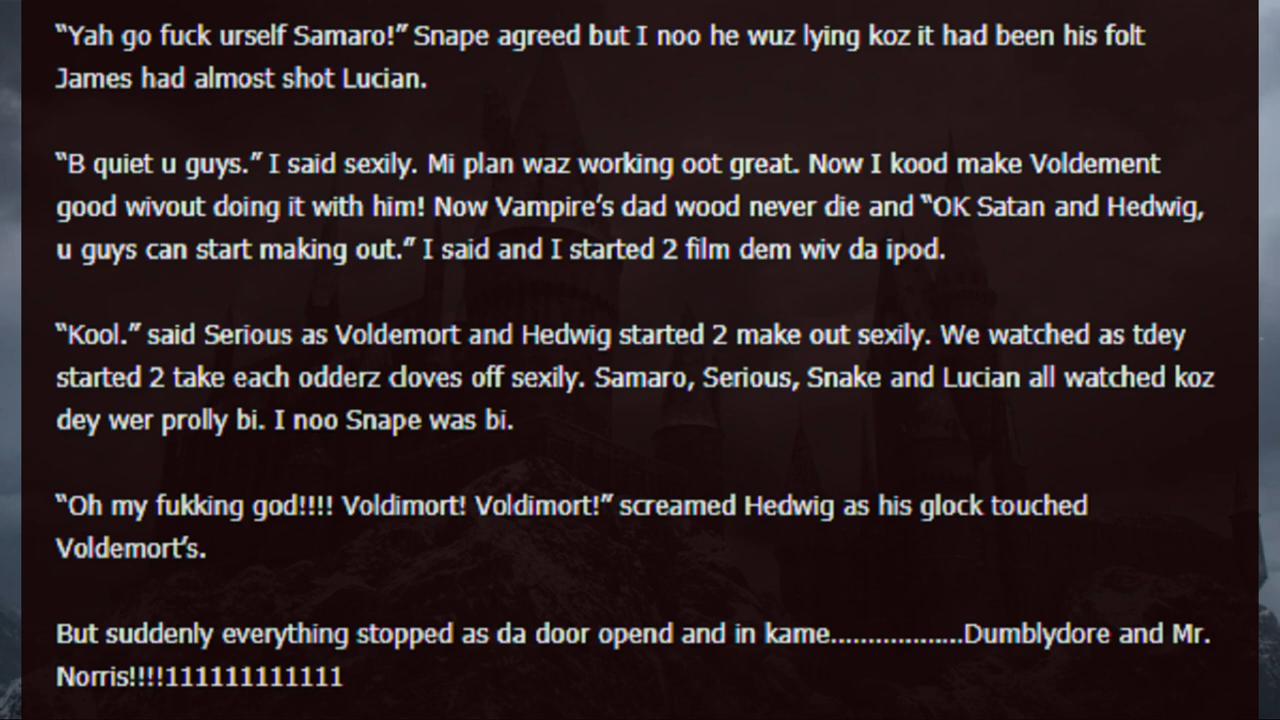 “Yah go fuck urself Samaro!” Snape agreed but I noo he wuz lying koz it had been his folt
James had almost shot Lucian.
“B quiet u guys.” I said sexily. Mi plan waz working oot great. Now I kood make Voldement
good wivout doing it with him! Now Vampire’s dad wood never die and “OK Satan and Hedwig,
u guys can start making out.” I said and I started 2 film dem wiv da ipod.
“Kool.” said Serious as Voldemort and Hedwig started 2 make out sexily. We watched as tdey
started 2 take each odderz cloves off sexily. Samaro, Serious, Snake and Lucian all watched koz
dey wer prolly bi. I noo Snape was bi.
“Oh my fukking god!!!! Voldimort! Voldimort!” screamed Hedwig as his glock touched
Voldemort’s.
But suddenly everything stopped as da door opend and in kame..................Dumblydore and Mr.
Norris!!!!111111111111